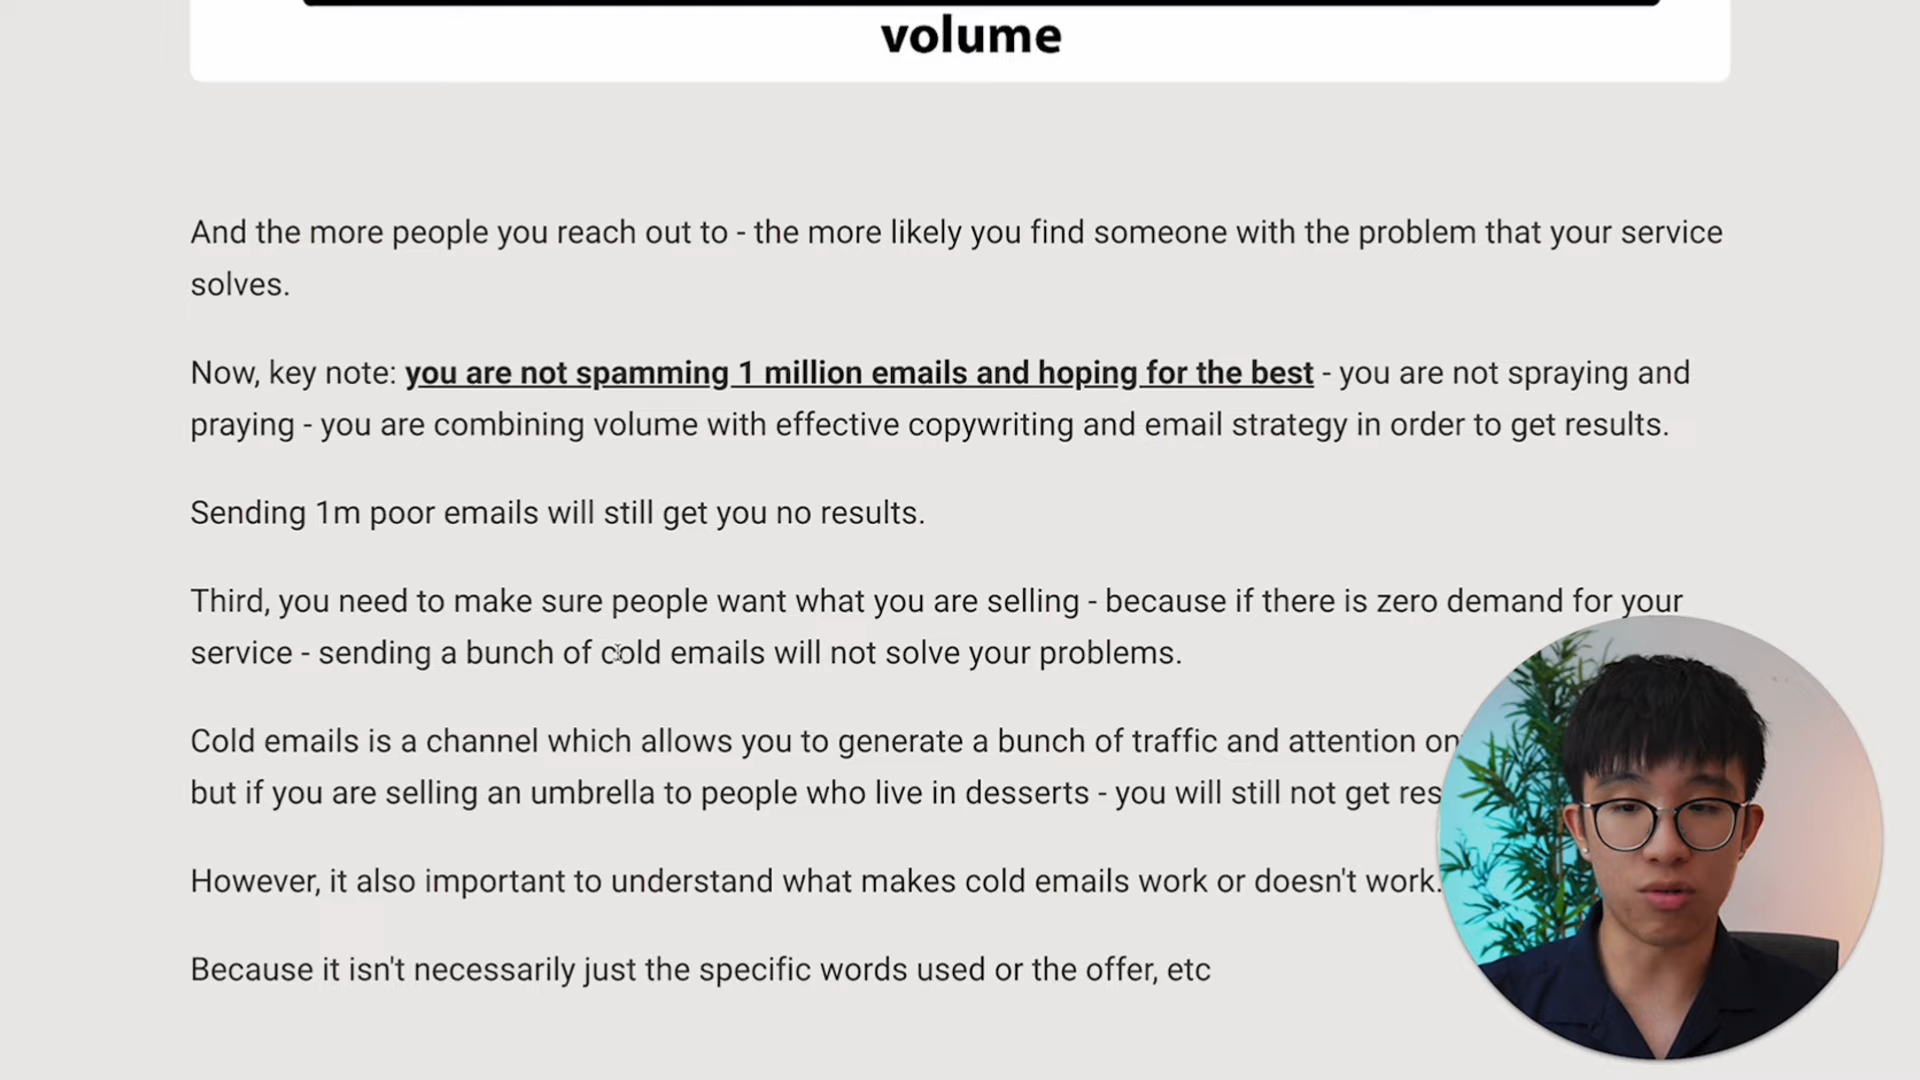 volume
And the more people you reach out to - the more likely you find someone with the problem that your service
solves.
Now, key note: you are not spamming 1 million emails and hoping for the best - you are not spraying and
praying - you are combining volume with effective copywriting and email strategy in order to get results.
Sending 1m poor emails will still get you no results.
Third, you need to make sure people want what you are selling - because if there is zero demand for your
service - sending a bunch of cold emails will not solve your problems.
Cold emails is a channel which allows you to generate a bunch of traffic and attention
but if you are selling an umbrella to people who live in desserts - you will still not get
However, it also important to understand what makes cold emails work or doesn't work.
Because it isn't necessarily just the specific words used or the offer, etc